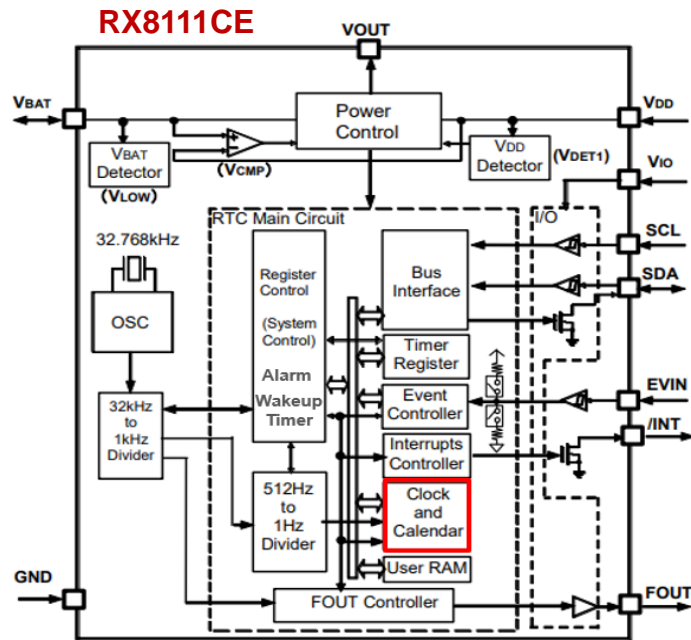 RX8111CE
VOUT
VBAT
Power
Control
VDD
VBAT
Detector
(VLOW)
(VCMP)
VDD
Detector
(VDET1)
VIO
RTC Main Circuit
I/O
SCL
32.768kHz
OSC
Register
Control
(System
Control)
Alarm
Wakeup
Timer
Bus
Interface
SDA
Timer
Register
Event
Controller
EVIN
32kHz
to
1kHz
Divider
Interrupts
Controller
/INT
512Hz
to
1Hz
Divider
Clock
and
Calendar
User RAM
GND
FOUT Controller
FOUT